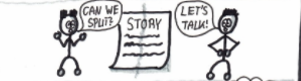 CAN WE
SPLIT?
STORY
LET'S
TALK!